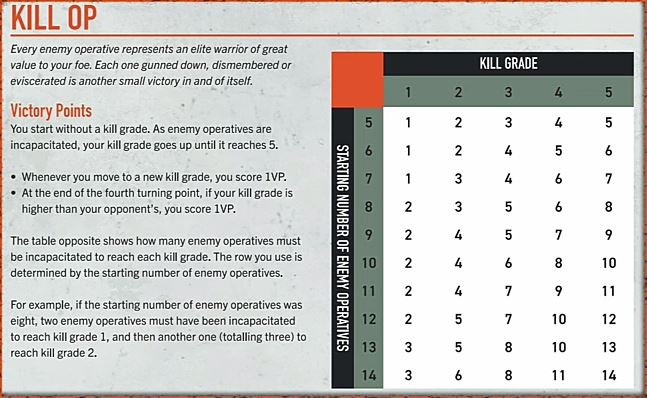 KILL OP
Every enemy operative represents an elite warrior of great
value to your foe. Each one gunned down, dismembered or
eviscerated is another small victory in and of itself.
Victory Points
You start without a kill grade. As enemy operatives are
incapacitated, your kill grade goes up until it reaches 5.
• Whenever you move to a new kill grade, you score 1VP.
• At the end of the fourth turning point, if your kill grade is
higher than your opponent's, you score 1VP.
The table opposite shows how many enemy operatives must
be incapacitated to reach each kill grade. The row you use is
determined by the starting number of enemy operatives.
For example, if the starting number of enemy operatives was
eight, two enemy operatives must have been incapacitated
to reach kill grade 1, and then another one (totalling three) to
reach kill grade 2.
KILL GRADE
1 2 3 4 5
STARTING NUMBER OF ENEMY OPERATIVES
5 1 2 3 4 5
6 1 2 4 5 6
7 1 3 4 6 7
8 2 3 5 6 8
9 2 4 5 7 9
10 2 4 6 8 10
11 2 4 7 9 11
12 2 5 7 10 12
13 3 5 8 10 13
14 3 6 8 11 14